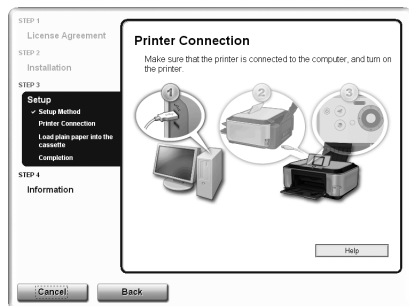 STEP 1
License Agreement
STEP 2
Installation
STEP 3
Setup
Setup Method
Printer Connection
Load plain paper into the
cassette
Completion
STEP 4
Information
Printer Connection
Make sure that the printer is connected to the computer, and turn on
the printer.
1
2
3
Help
Cancel
Back